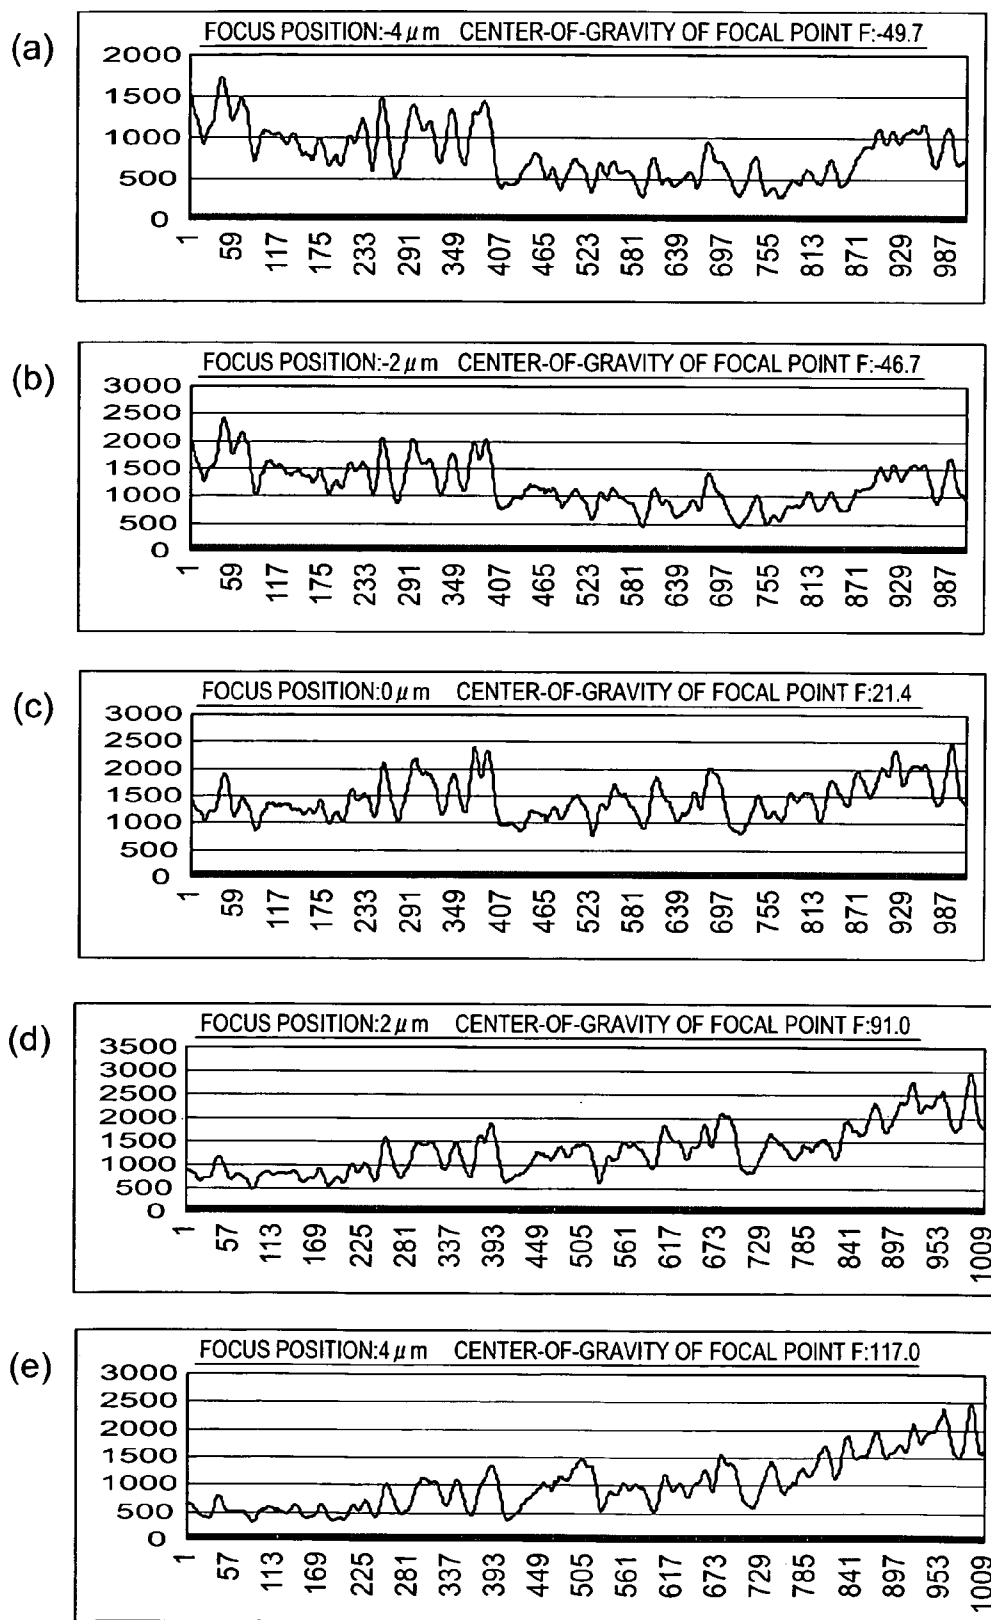 (a)
FOCUS POSITION:-4μm CENTER-OF-GRAVITY OF FOCAL POINT F:-49.7
2000
1500
1000
500
0
1 59 117 175 233 291 349 407 465 523 581 639 697 755 813 871 929 987
(b)
FOCUS POSITION:-2μm CENTER-OF-GRAVITY OF FOCAL POINT F:-46.7
3000
2500
2000
1500
1000
500
0
1 59 117 175 233 291 349 407 465 523 581 639 697 755 813 871 929 987
(c)
FOCUS POSITION:0μm CENTER-OF-GRAVITY OF FOCAL POINT F:21.4
3000
2500
2000
1500
1000
500
0
1 59 117 175 233 291 349 407 465 523 581 639 697 755 813 871 929 987
(d)
FOCUS POSITION:2μm CENTER-OF-GRAVITY OF FOCAL POINT F:91.0
3500
3000
2500
2000
1500
1000
500
0
1 57 113 169 225 281 337 393 449 505 561 617 673 729 785 841 897 953 1009
(e)
FOCUS POSITION:4μm CENTER-OF-GRAVITY OF FOCAL POINT F:117.0
3000
2500
2000
1500
1000
500
0
1 57 113 169 225 281 337 393 449 505 561 617 673 729 785 841 897 953 1009